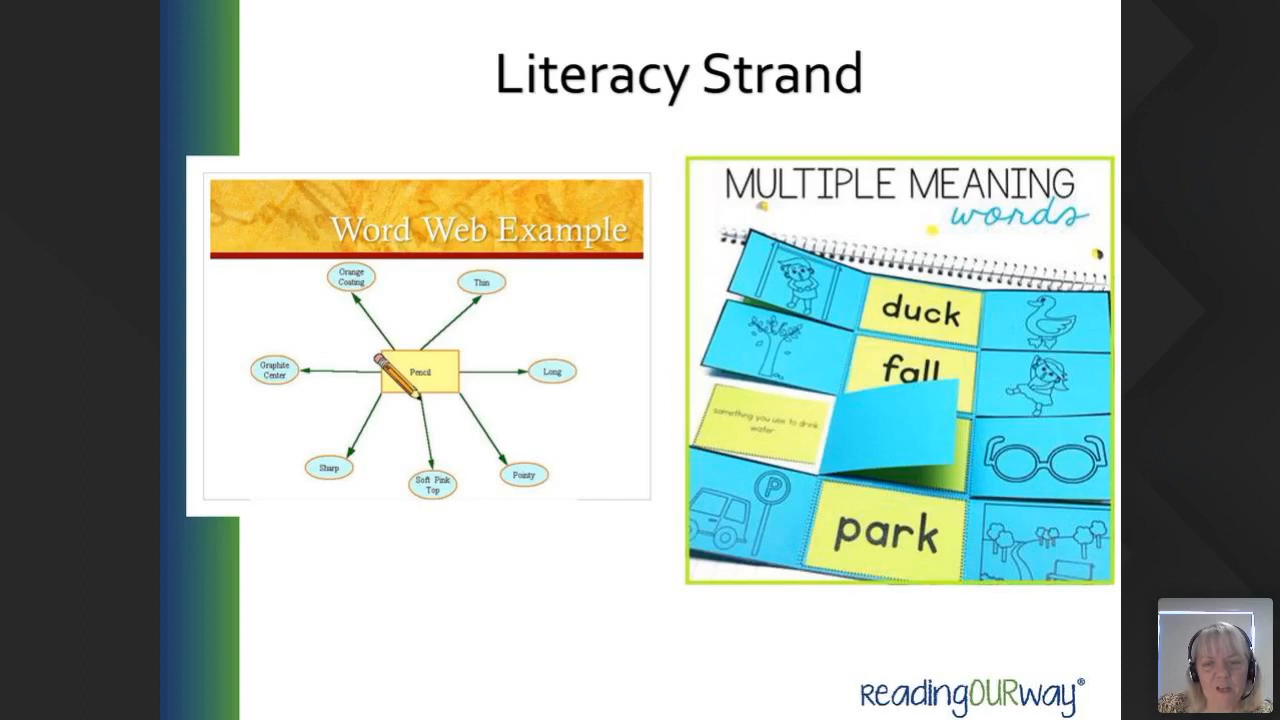 Literacy Strand
Word Web Example
Orange
Coating
Thin
Graphite
Center
Pencil
Long
Sharp
Soft Pink
Top
Pointy
MULTIPLE MEANING
words
duck
fall
something you use to drink
water
P
park
ReadingOURway®